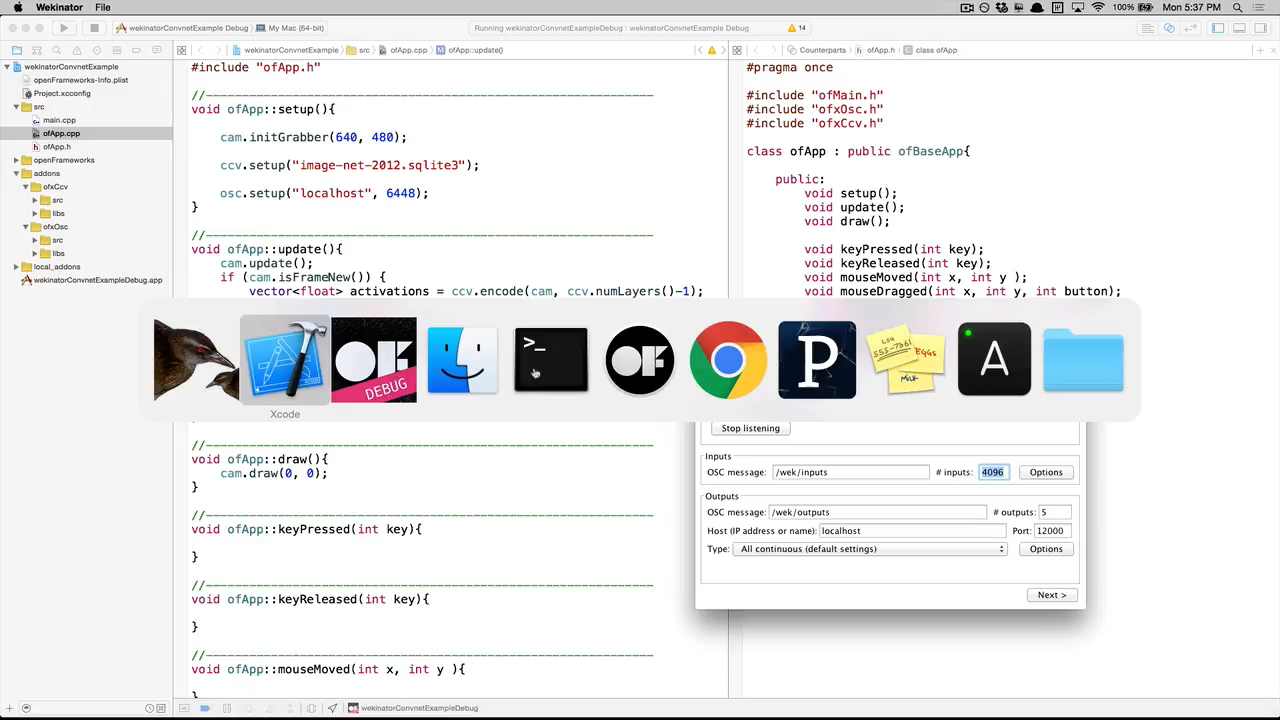 Wekinator File
100% Mon 5:37 PM
wekinatorConvnetExample Debug My Mac (64-bit) Running wekinatorConvnetExampleDebug : wekinatorConvnetExampleDebug 14
wekinatorConvnetExample src ofApp.cpp ofApp::update() Counterparts ofApp.h class ofApp
wekinatorConvnetExample
openFrameworks-Info.plist
Project.xcconfig
src
main.cpp
ofApp.cpp
ofApp.h
openFrameworks
addons
ofxCcv
src
libs
ofxOsc
src
libs
local_addons
wekinatorConvnetExampleDebug.app
#include "ofApp.h"
//--------------------------------------------------------------
void ofApp::setup(){
cam.initGrabber(640, 480);
ccv.setup("image-net-2012.sqlite3");
osc.setup("localhost", 6448);
}
//--------------------------------------------------------------
void ofApp::update(){
cam.update();
if (cam.isFrameNew()) {
vector<float> activations = ccv.encode(cam, ccv.numLayers()-1);
//--------------------------------------------------------------
void ofApp::draw(){
cam.draw(0, 0);
}
//--------------------------------------------------------------
void ofApp::keyPressed(int key){
}
//--------------------------------------------------------------
void ofApp::keyReleased(int key){
}
//--------------------------------------------------------------
void ofApp::mouseMoved(int x, int y ){
}
#pragma once
#include "ofMain.h"
#include "ofxOsc.h"
#include "ofxCcv.h"
class ofApp : public ofBaseApp{
public:
void setup();
void update();
void draw();
void keyPressed(int key);
void keyReleased(int key);
void mouseMoved(int x, int y );
void mouseDragged(int x, int y, int button);
OF DEBUG
>_
OF
P
555-7361
EGGS
MILK
A
Xcode
Stop listening
Inputs
OSC message: /wek/inputs # inputs: 4096 Options
Outputs
OSC message: /wek/outputs # outputs: 5
Host (IP address or name): localhost Port: 12000
Type: All continuous (default settings) Options
Next >
wekinatorConvnetExampleDebug